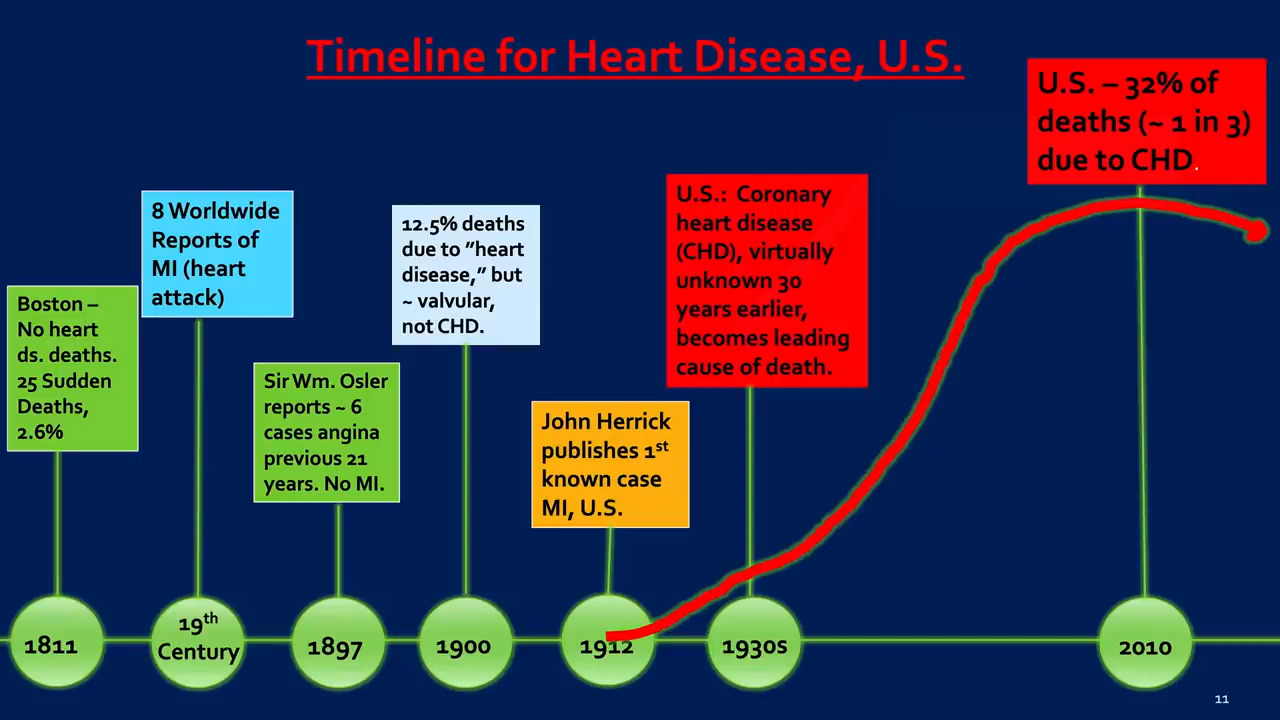 Timeline for Heart Disease, U.S.
U.S. – 32% of
deaths (~ 1 in 3)
due to CHD.
U.S.: Coronary
heart disease
(CHD), virtually
unknown 30
years earlier,
becomes leading
cause of death.
8 Worldwide
Reports of
MI (heart
attack)
12.5% deaths
due to ”heart
disease,” but
~ valvular,
not CHD.
Boston –
No heart
ds. deaths.
25 Sudden
Deaths,
2.6%
Sir Wm. Osler
reports ~ 6
cases angina
previous 21
years. No MI.
John Herrick
publishes 1st
known case
MI, U.S.
1811
19th
Century
1897
1900
1912
1930s
2010
11